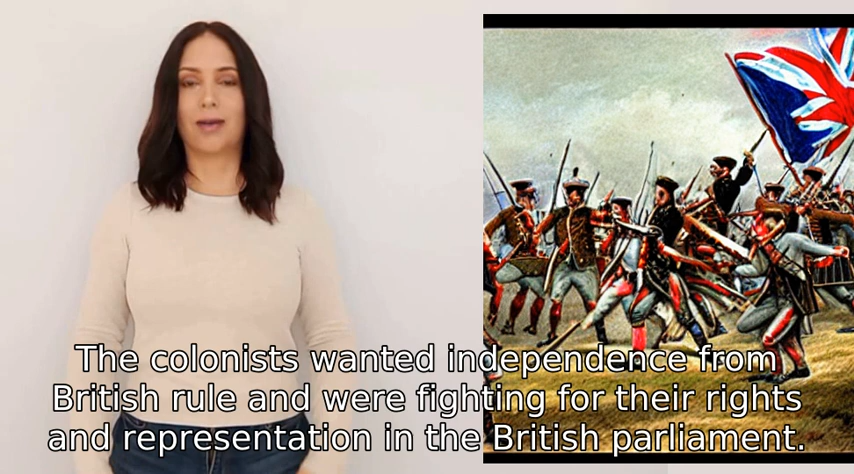 The colonists wanted independence from
British rule and were fighting for their rights
and representation in the British parliament.